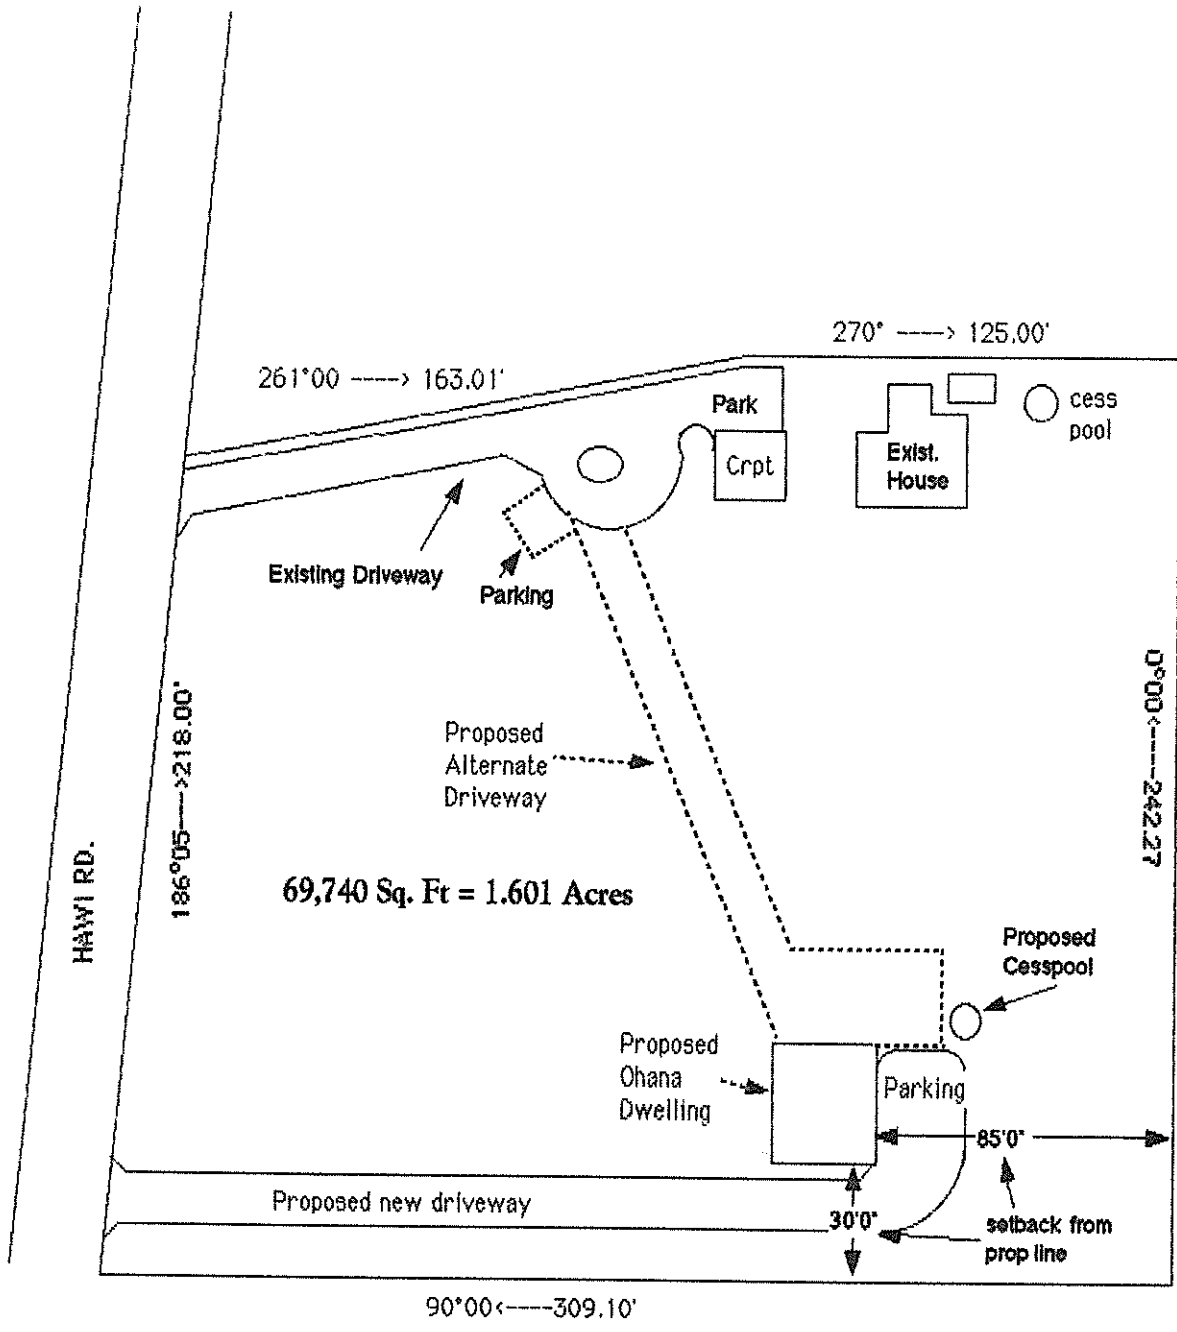 270° ----> 125.00'
261°00 ----> 163.01'
Park
cess
pool
Crpt
Exist.
House
Existing Driveway
Parking
186°05---->218.00'
0°00<----242.27
HAWI RD.
Proposed
Alternate
Driveway
69,740 Sq. Ft = 1.601 Acres
Proposed
Cesspool
Proposed
Ohana
Dwelling
Parking
85'0"
Proposed new driveway
30'0"
setback from
prop line
90°00<----309.10'